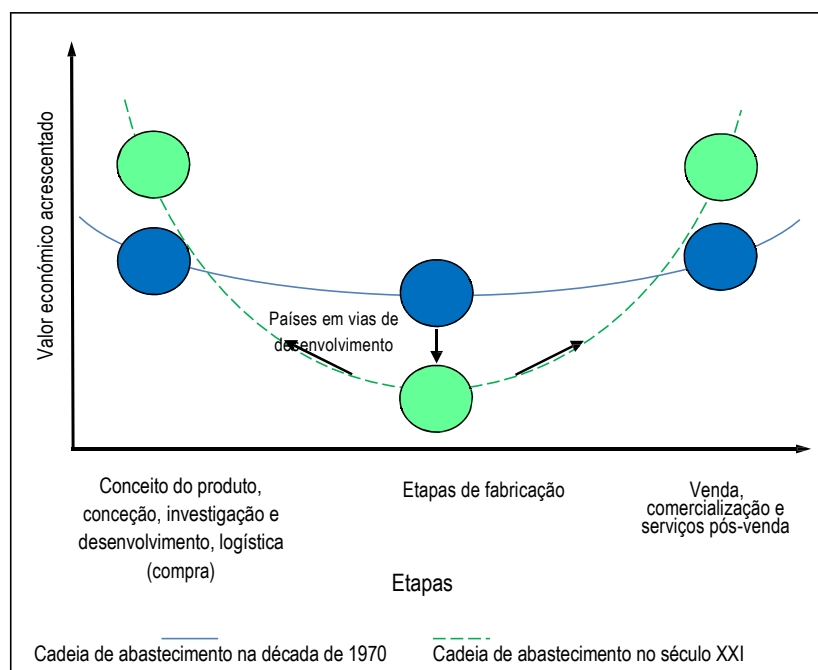 Valor económico acrescentado
Países em vias de
desenvolvimento
Conceito do produto,
conceção, investigação e
desenvolvimento, logística
(compra)
Etapas de fabricação
Venda,
comercialização e
serviços pós-venda
Etapas
Cadeia de abastecimento na década de 1970
Cadeia de abastecimento no século XXI